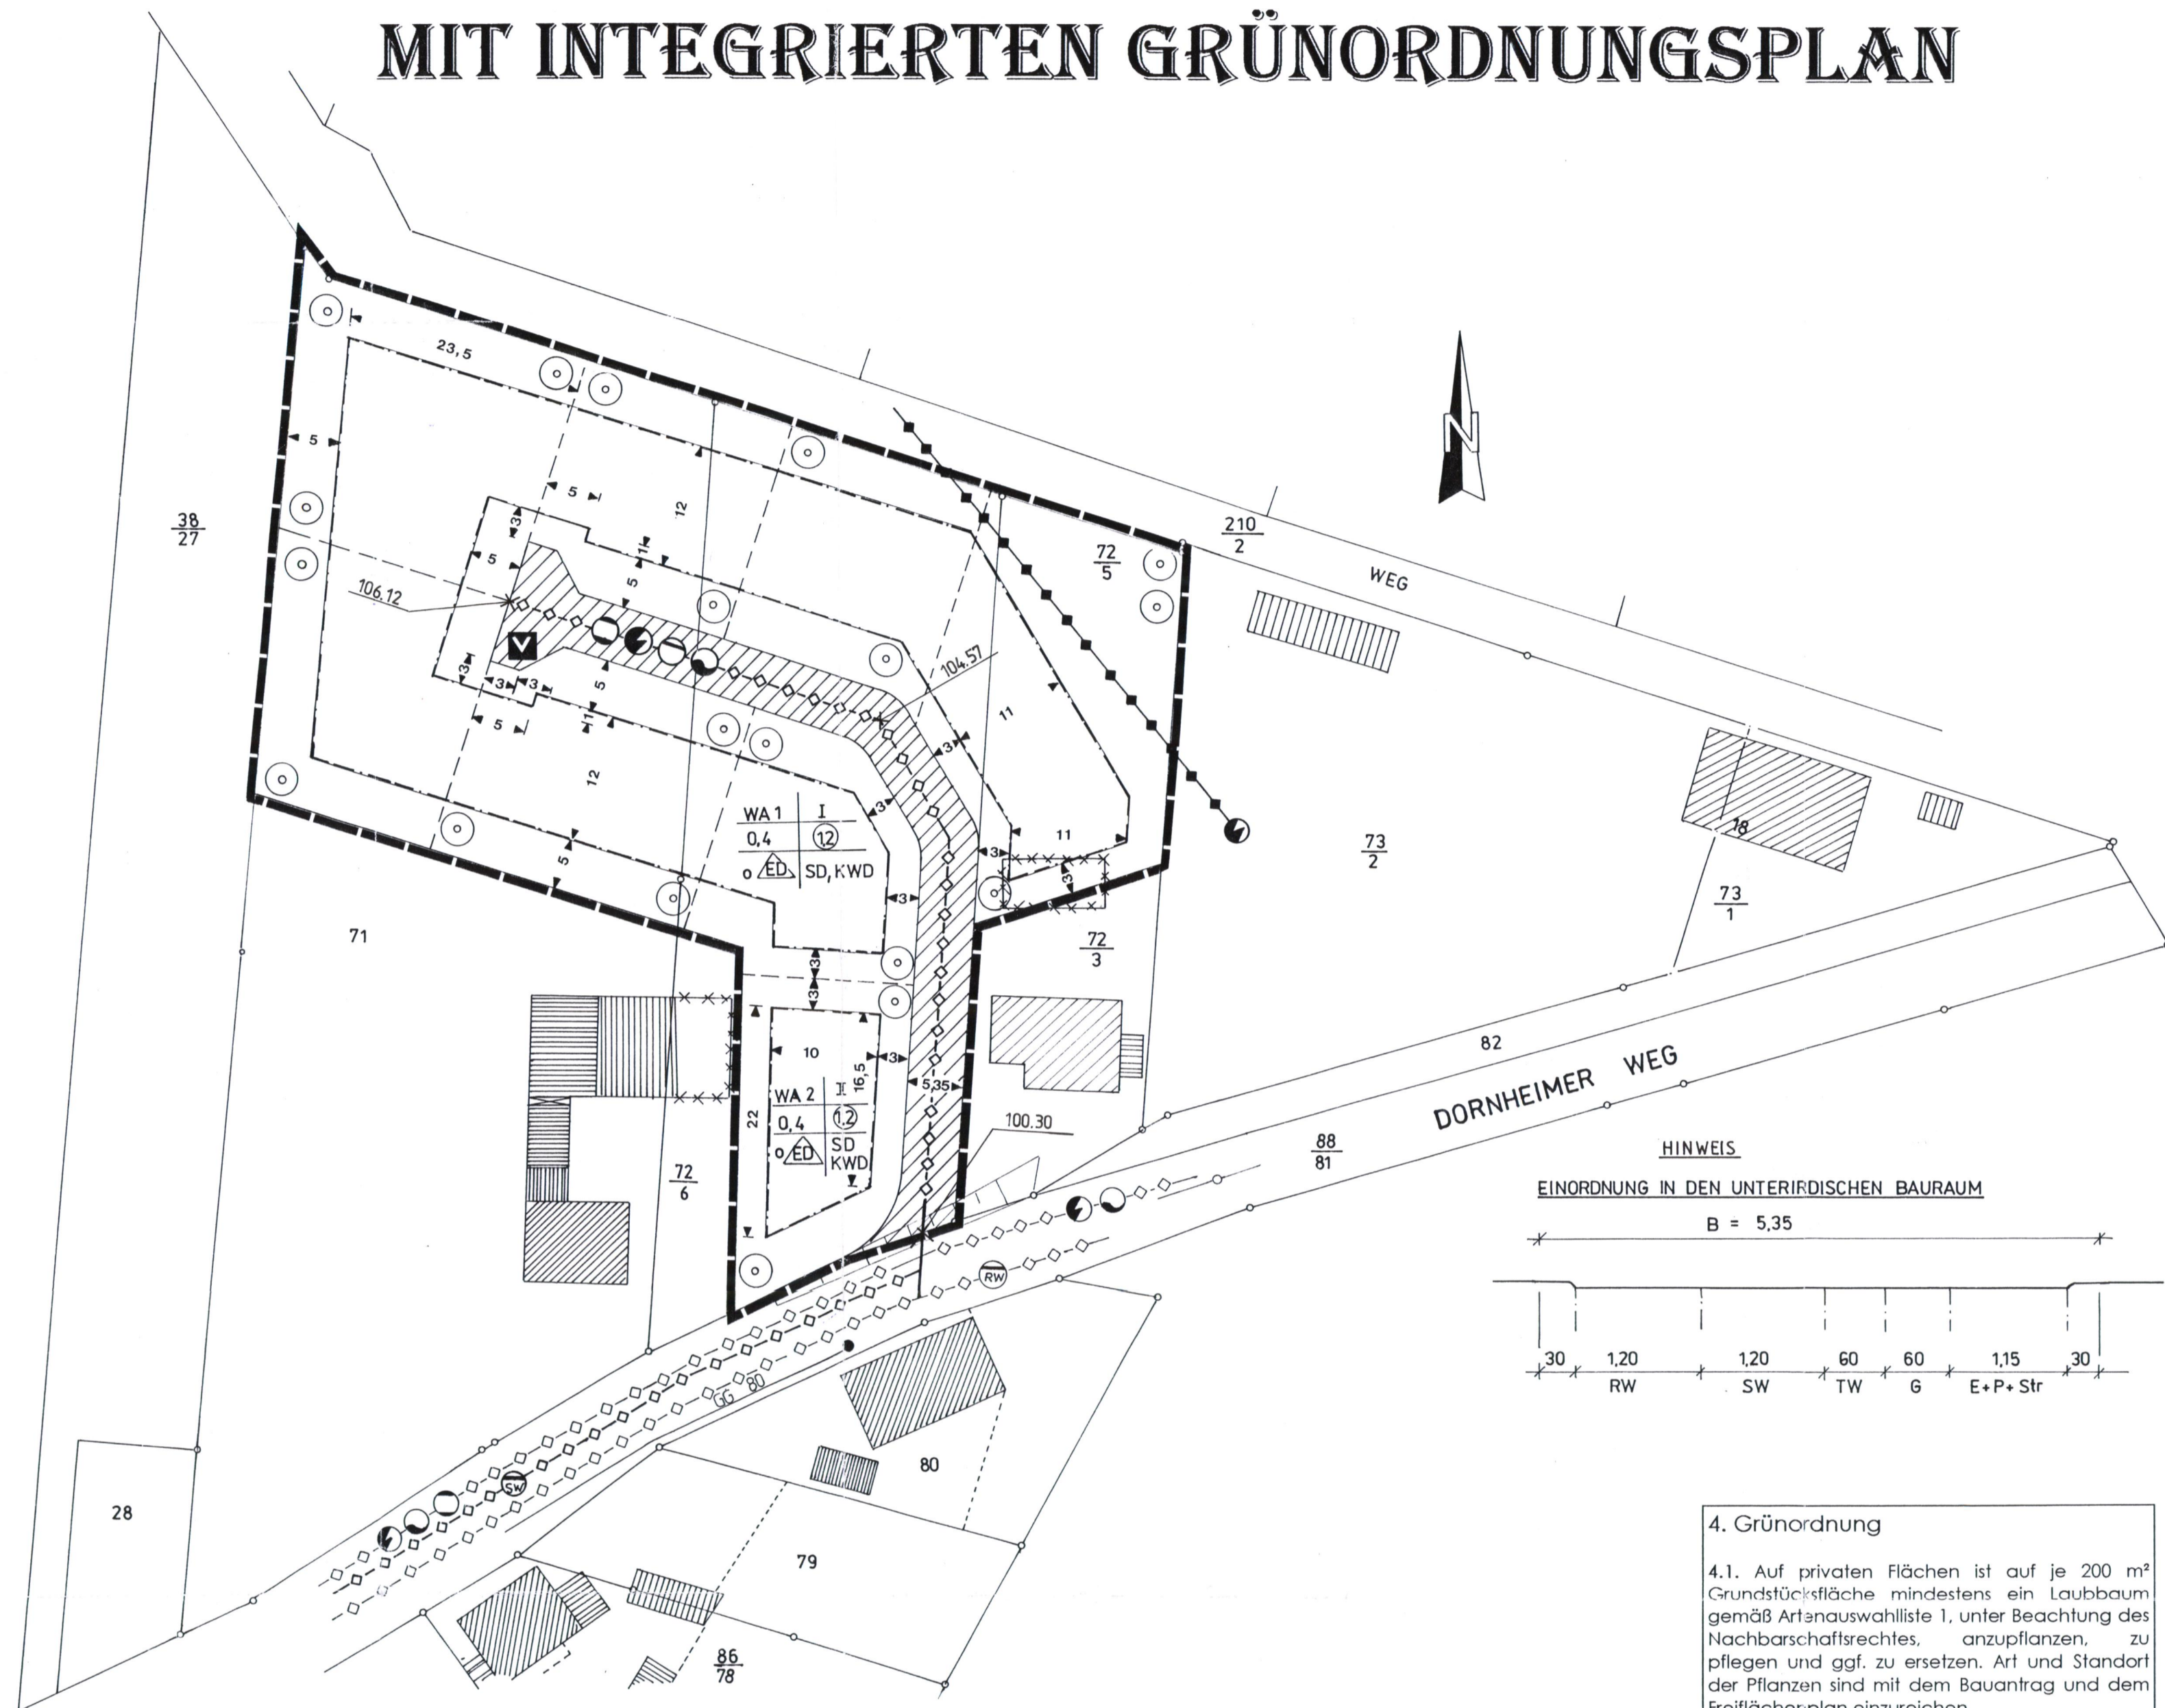 MIT INTEGRIERTEN GRÜNORDNUNGSPLAN
23,5
5
5
12
3
1
5
5
38
27
106.12
N
210
2
72
5
WEG
104.57
11
3
3
3
5
5
1
12
3
11
3
3
3
5
WA 1 I
0,4 1,2
o ED SD, KWD
18
73
2
73
1
71
72
3
3
3
10
3
16,5
5,35
22
WA 2 II
0,4 1,2
o ED SD
KWD
100.30
72
6
82
DORNHEIMER WEG
88
81
RW
GG 80
SW
80
79
28
86
78
HINWEIS
EINORDNUNG IN DEN UNTERIRDISCHEN BAURAUM
B = 5,35
30 1,20 1,20 60 60 1,15 30
RW SW TW G E+P+Str
4. Grünordnung
4.1. Auf privaten Flächen ist auf je 200 m²
Grundstücksfläche mindestens ein Laubbaum
gemäß Artenauswahlliste 1, unter Beachtung des
Nachbarschaftsrechtes, anzupflanzen, zu
pflegen und ggf. zu ersetzen. Art und Standort
der Pflanzen sind mit dem Bauantrag und dem
Freiflächenplan einzureichen